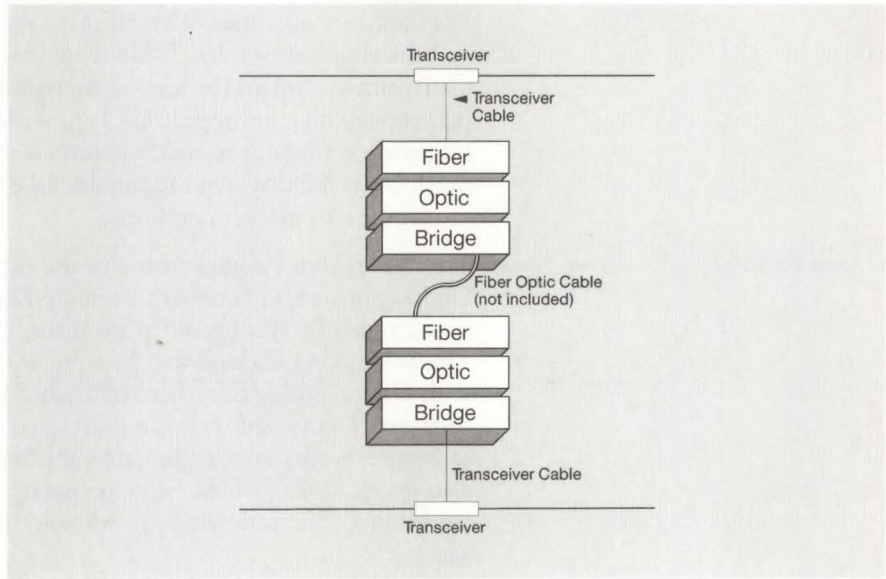 Transceiver
Transceiver
Cable
Fiber
Optic
Bridge
Fiber Optic Cable
(not included)
Fiber
Optic
Bridge
Transceiver Cable
Transceiver